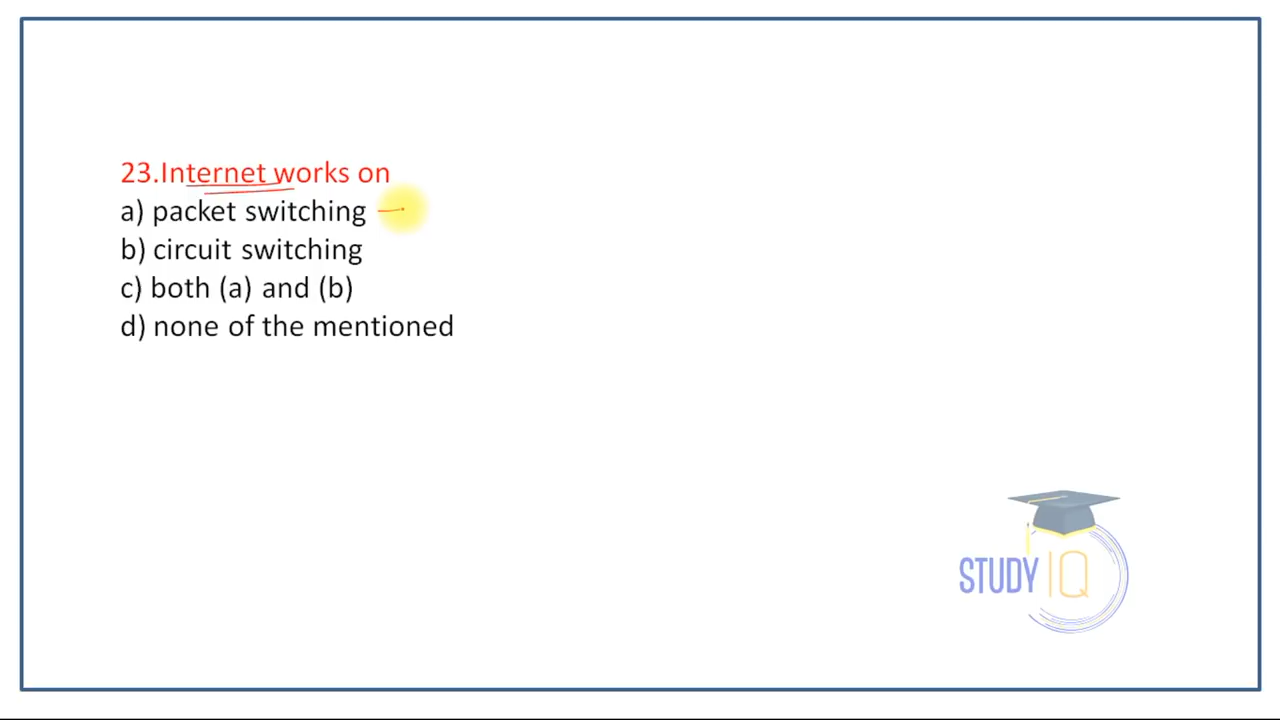 23.Internet works on
a) packet switching
b) circuit switching
c) both (a) and (b)
d) none of the mentioned
STUDY IQ